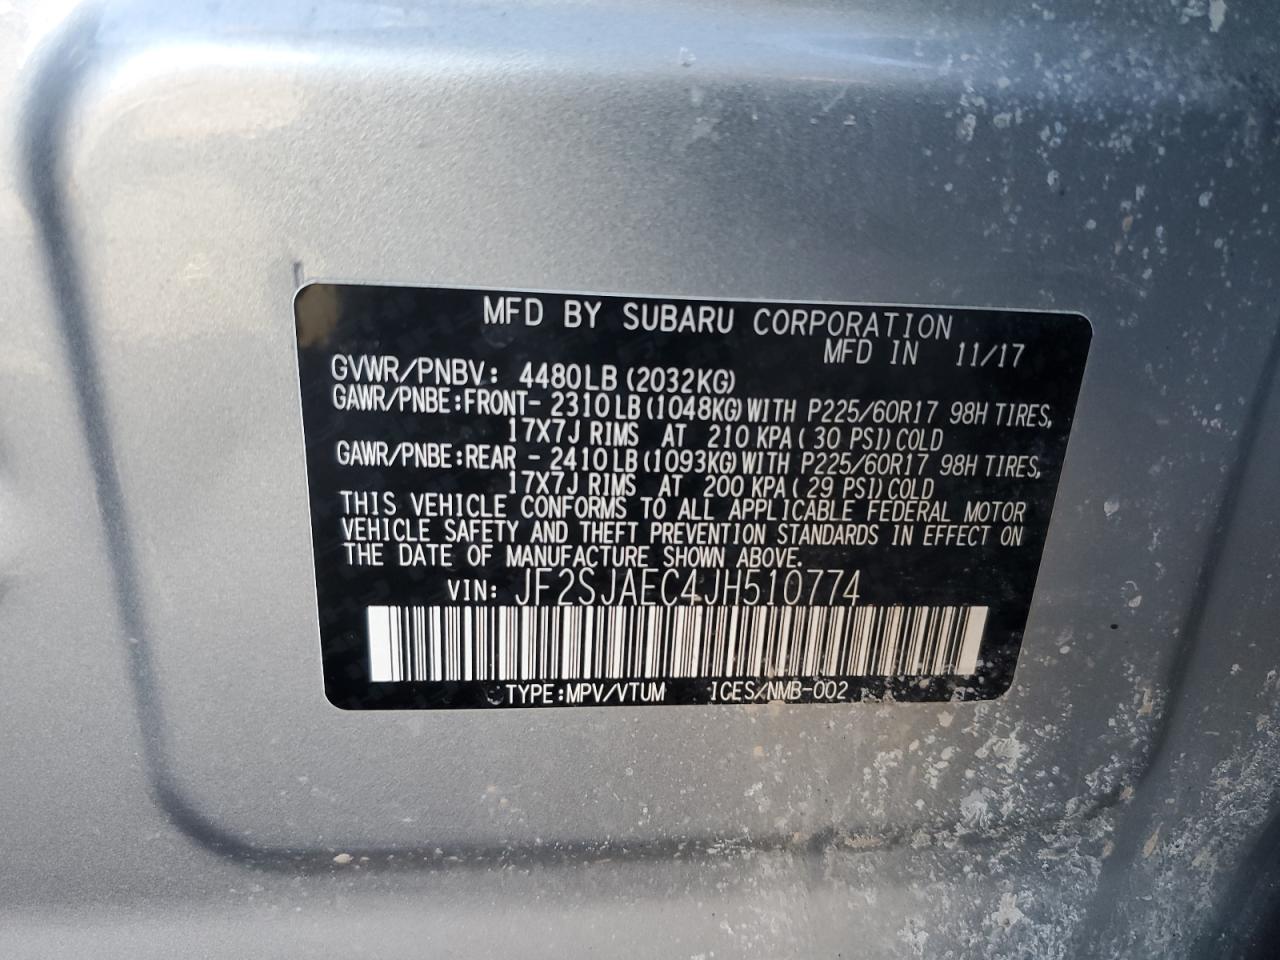 MFD BY SUBARU CORPORATION
MFD IN 11/17
GVWR/PNBV: 4480LB (2032KG)
GAWR/PNBE:FRONT- 2310LB (1048KG) WITH P225/60R17 98H TIRES,
17X7J RIMS AT 210 KPA ( 30 PSI) COLD
GAWR/PNBE:REAR - 2410LB (1093KG) WITH P225/60R17 98H TIRES,
17X7J RIMS AT 200 KPA ( 29 PSI) COLD
THIS VEHICLE CONFORMS TO ALL APPLICABLE FEDERAL MOTOR
VEHICLE SAFETY AND THEFT PREVENTION STANDARDS IN EFFECT ON
THE DATE OF MANUFACTURE SHOWN ABOVE.
VIN: JF2SJAEC4JH510774
TYPE:MPV/VTUM ICES/NMB-002